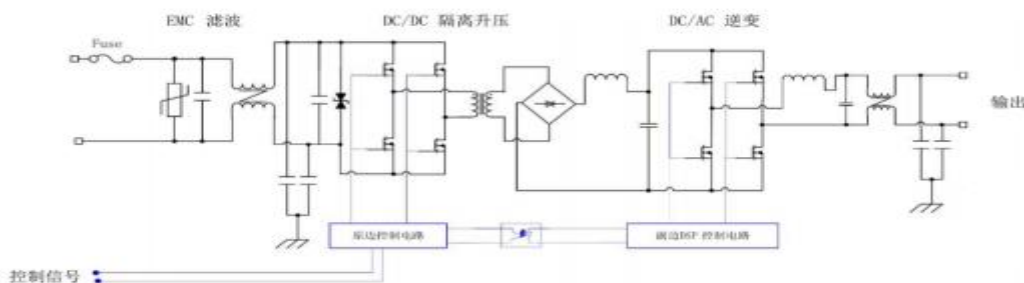 EMC 滤波
DC/DC 隔离升压
DC/AC 逆变
Fuse
输出
原边控制电路
副边DSP 控制电路
控制信号